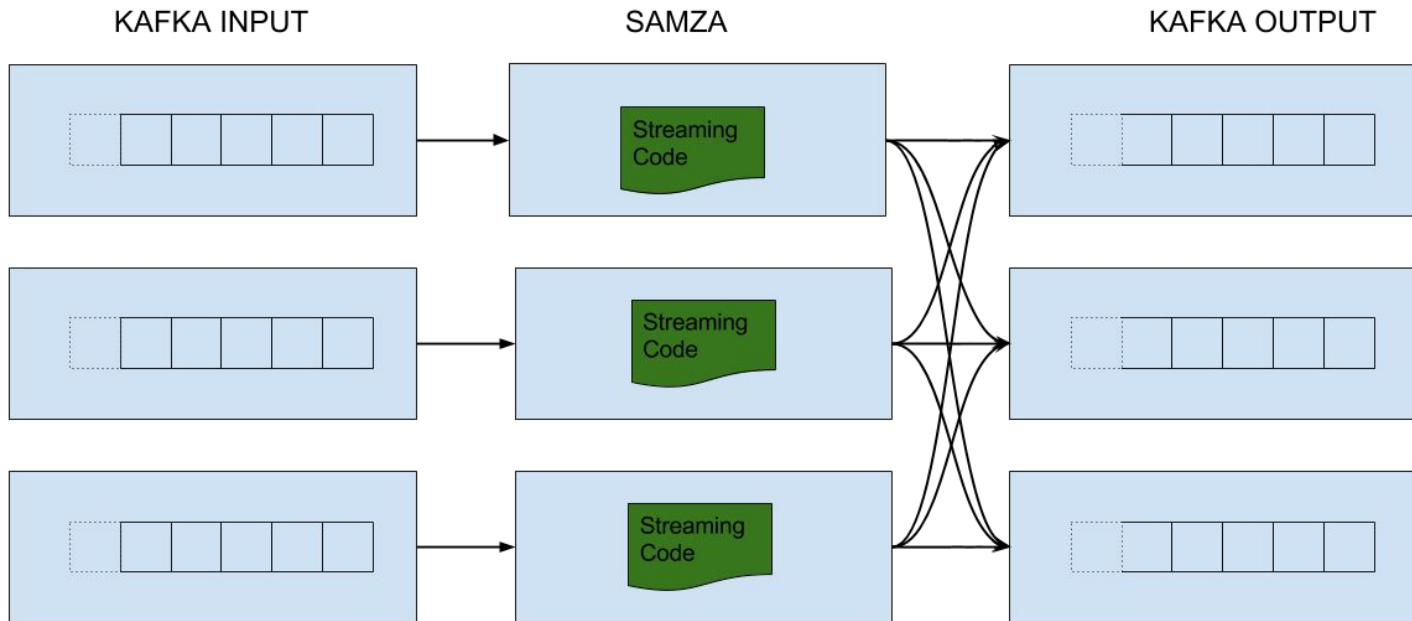 KAFKA INPUT
SAMZA
KAFKA OUTPUT
Streaming
Code
Streaming
Code
Streaming
Code